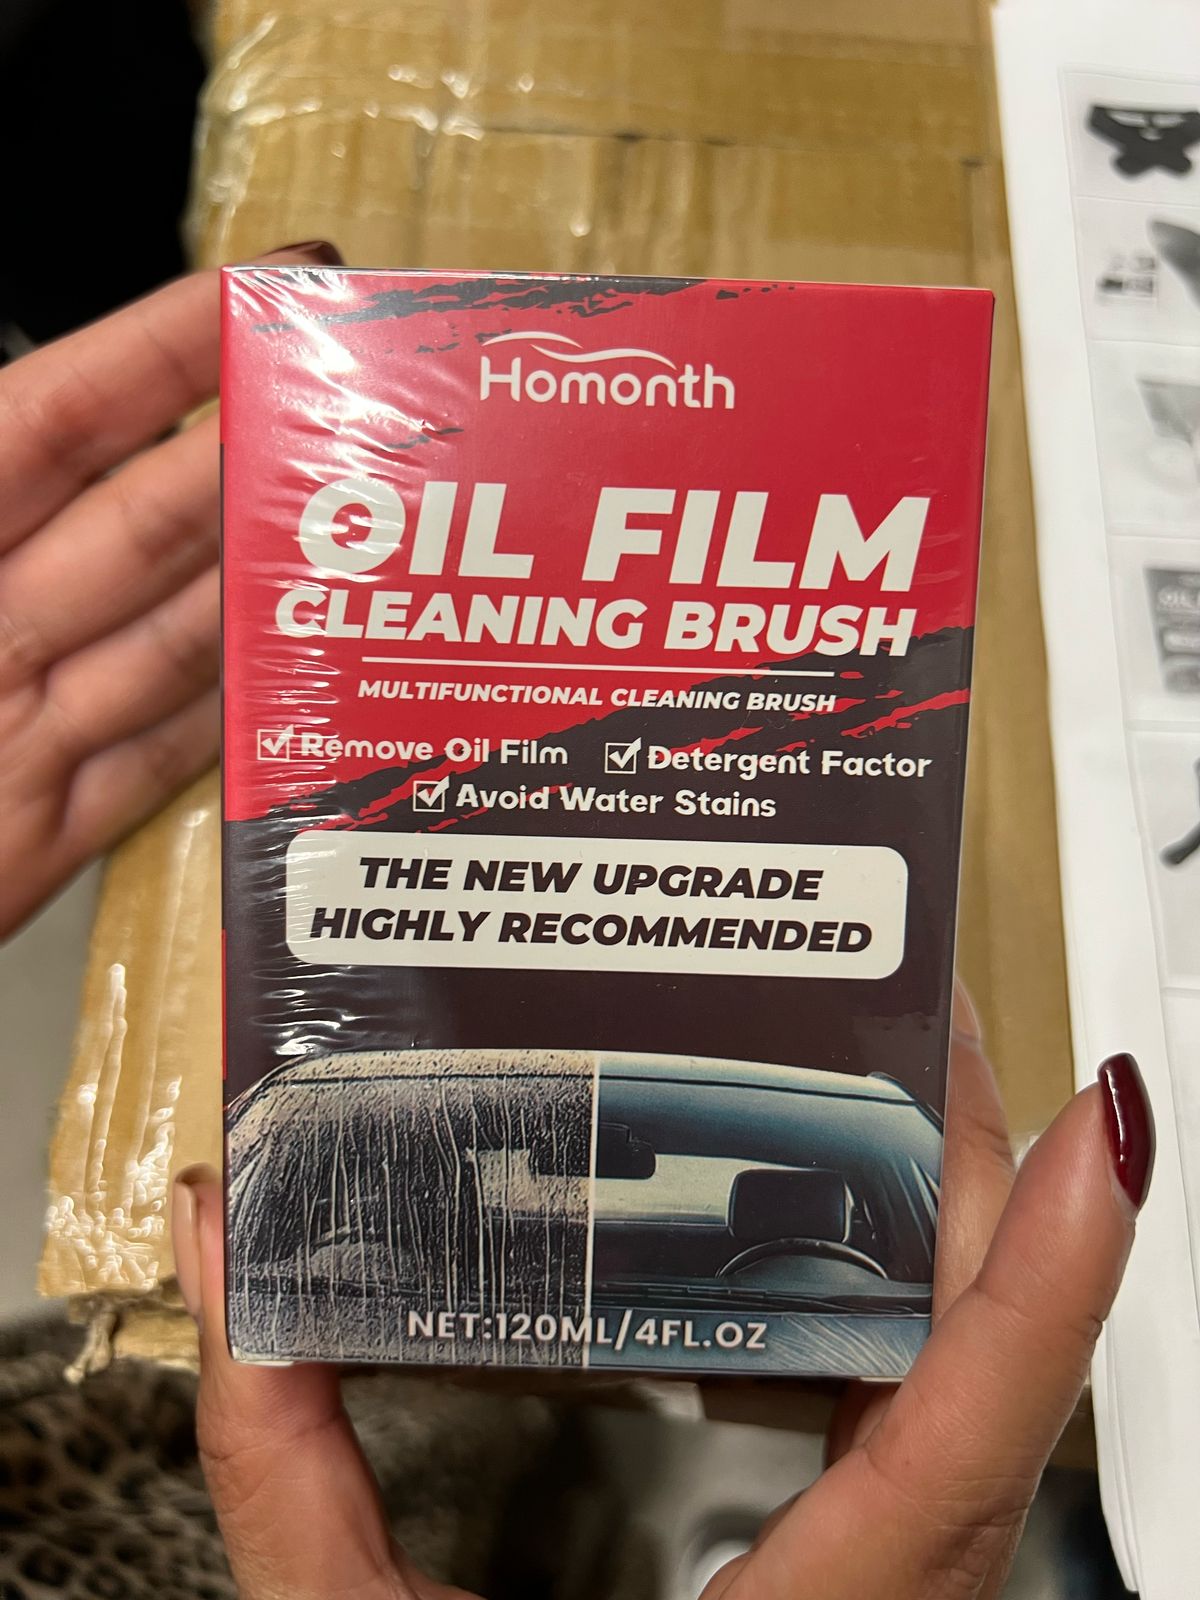 Homonth
OIL FILM
CLEANING BRUSH
MULTIFUNCTIONAL CLEANING BRUSH
Remove Oil Film Detergent Factor
Avoid Water Stains
THE NEW UPGRADE
HIGHLY RECOMMENDED
NET:120ML/4FL.OZ